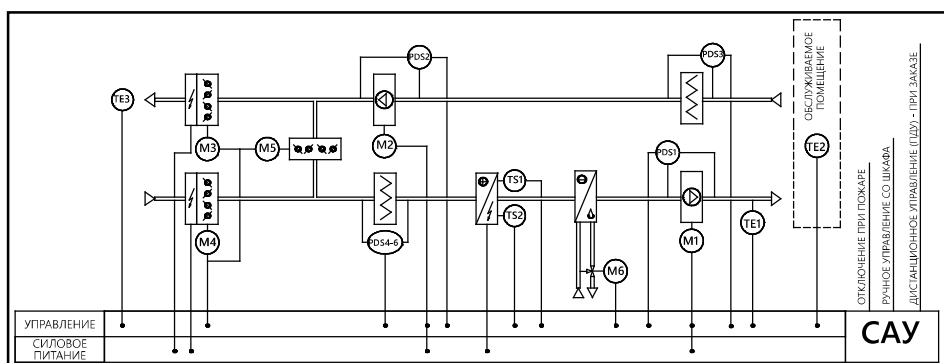 PDS2
PDS3
TE3
M3
M5
M2
ОБСЛУЖИВАЕМОЕ
ПОМЕЩЕНИЕ
TE2
PDS1
TS1
TS2
M4
PDS4-6
M6
M1
TE1
ОТКЛЮЧЕНИЕ ПРИ ПОЖАРЕ
РУЧНОЕ УПРАВЛЕНИЕ СО ШКАФА
ДИСТАНЦИОННОЕ УПРАВЛЕНИЕ (ПДУ) - ПРИ ЗАКАЗЕ
УПРАВЛЕНИЕ
СИЛОВОЕ
ПИТАНИЕ
САУ